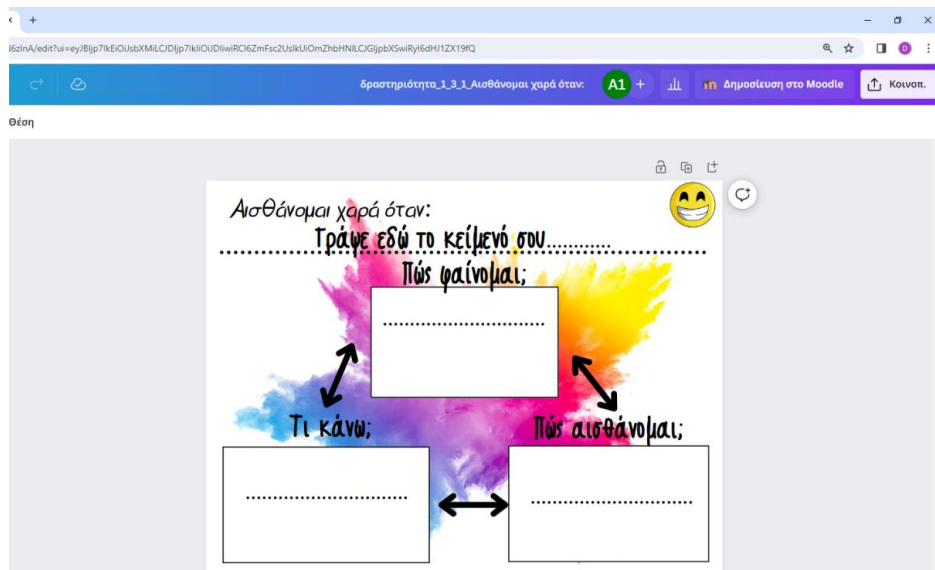 δραστηριότητα_1_3_1_Αισθάνομαι χαρά όταν:
A1
+
Δημοσίευση στο Moodle
Κοινοπ.
D
θέση
Αισθάνομαι χαρά όταν:
Γράψε εδώ το κείμενό σου............
Πώς φαίνομαι;
..............................
Τι κάνω;
Πώς αισθάνομαι;
..............................
..............................